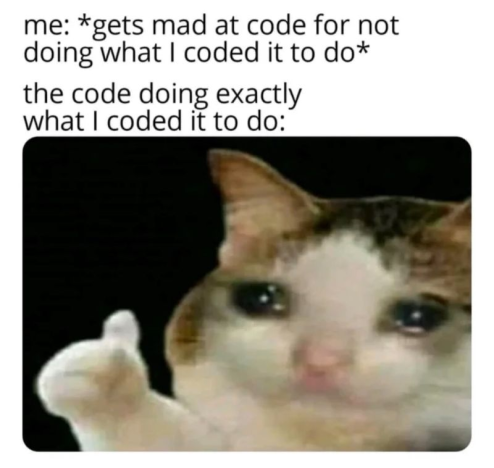 me: *gets mad at code for not
doing what I coded it to do*
the code doing exactly
what I coded it to do: